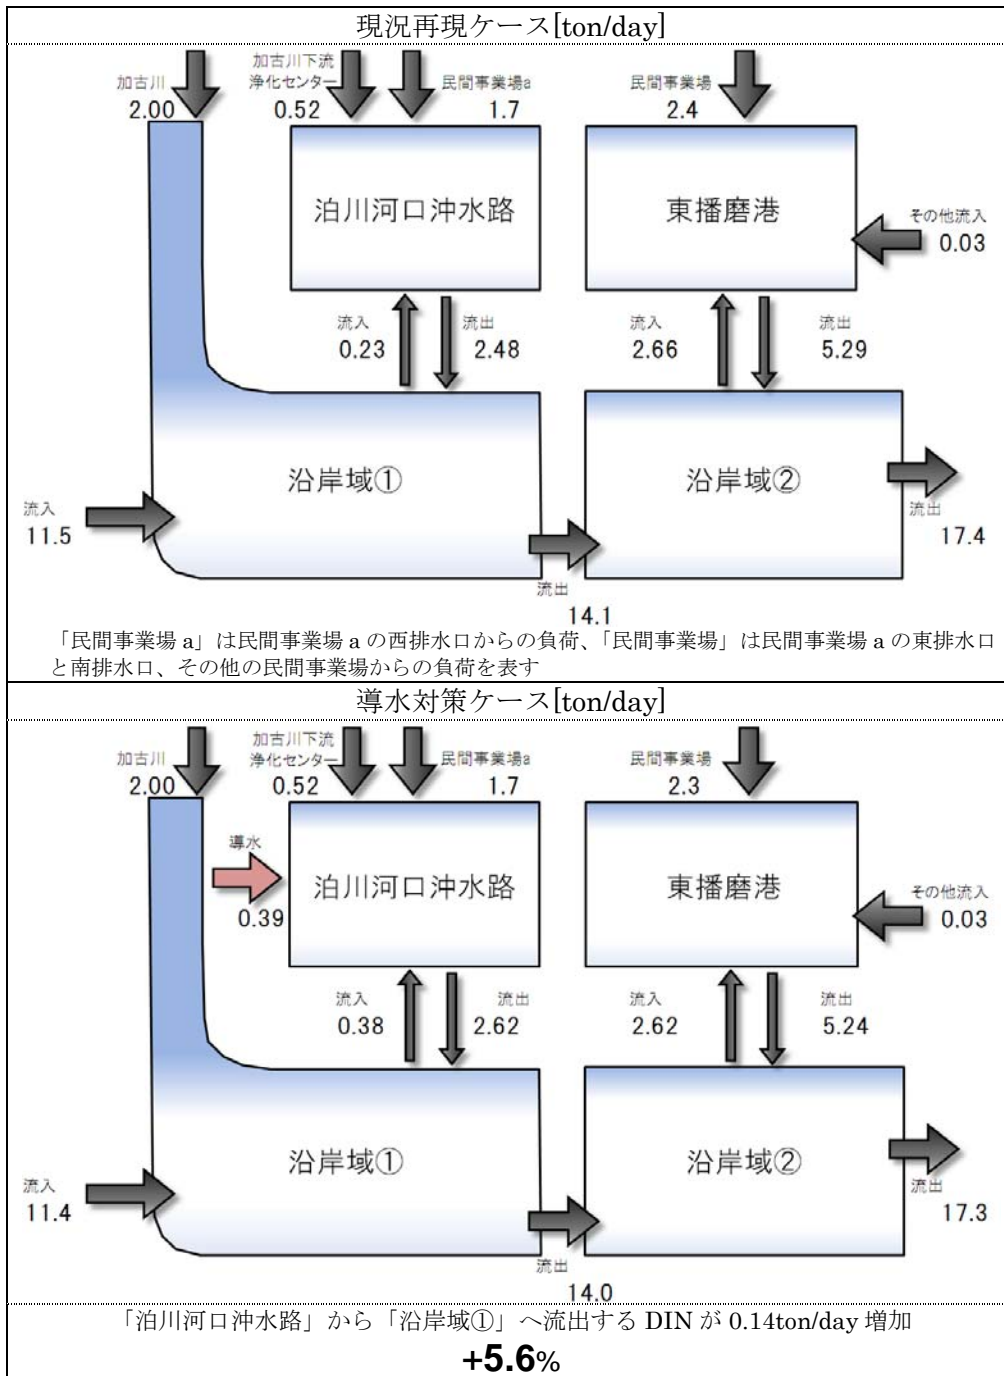 現況再現ケース[ton/day]
加古川
2.00
加古川下流
浄化センター
0.52
民間事業場a
1.7
民間事業場
2.4
泊川河口沖水路
東播磨港
その他流入
0.03
流入
0.23
流出
2.48
流入
2.66
流出
5.29
沿岸域①
沿岸域②
流入
11.5
流出
14.1
流出
17.4
「民間事業場 a」は民間事業場 a の西排水口からの負荷、「民間事業場」は民間事業場 a の東排水口
と南排水口、その他の民間事業場からの負荷を表す
導水対策ケース[ton/day]
加古川
2.00
加古川下流
浄化センター
0.52
民間事業場a
1.7
民間事業場
2.3
導水
0.39
泊川河口沖水路
東播磨港
その他流入
0.03
流入
0.38
流出
2.62
流入
2.62
流出
5.24
沿岸域①
沿岸域②
流入
11.4
流出
14.0
流出
17.3
「泊川河口沖水路」から「沿岸域①」へ流出する DIN が 0.14ton/day 増加
+5.6%